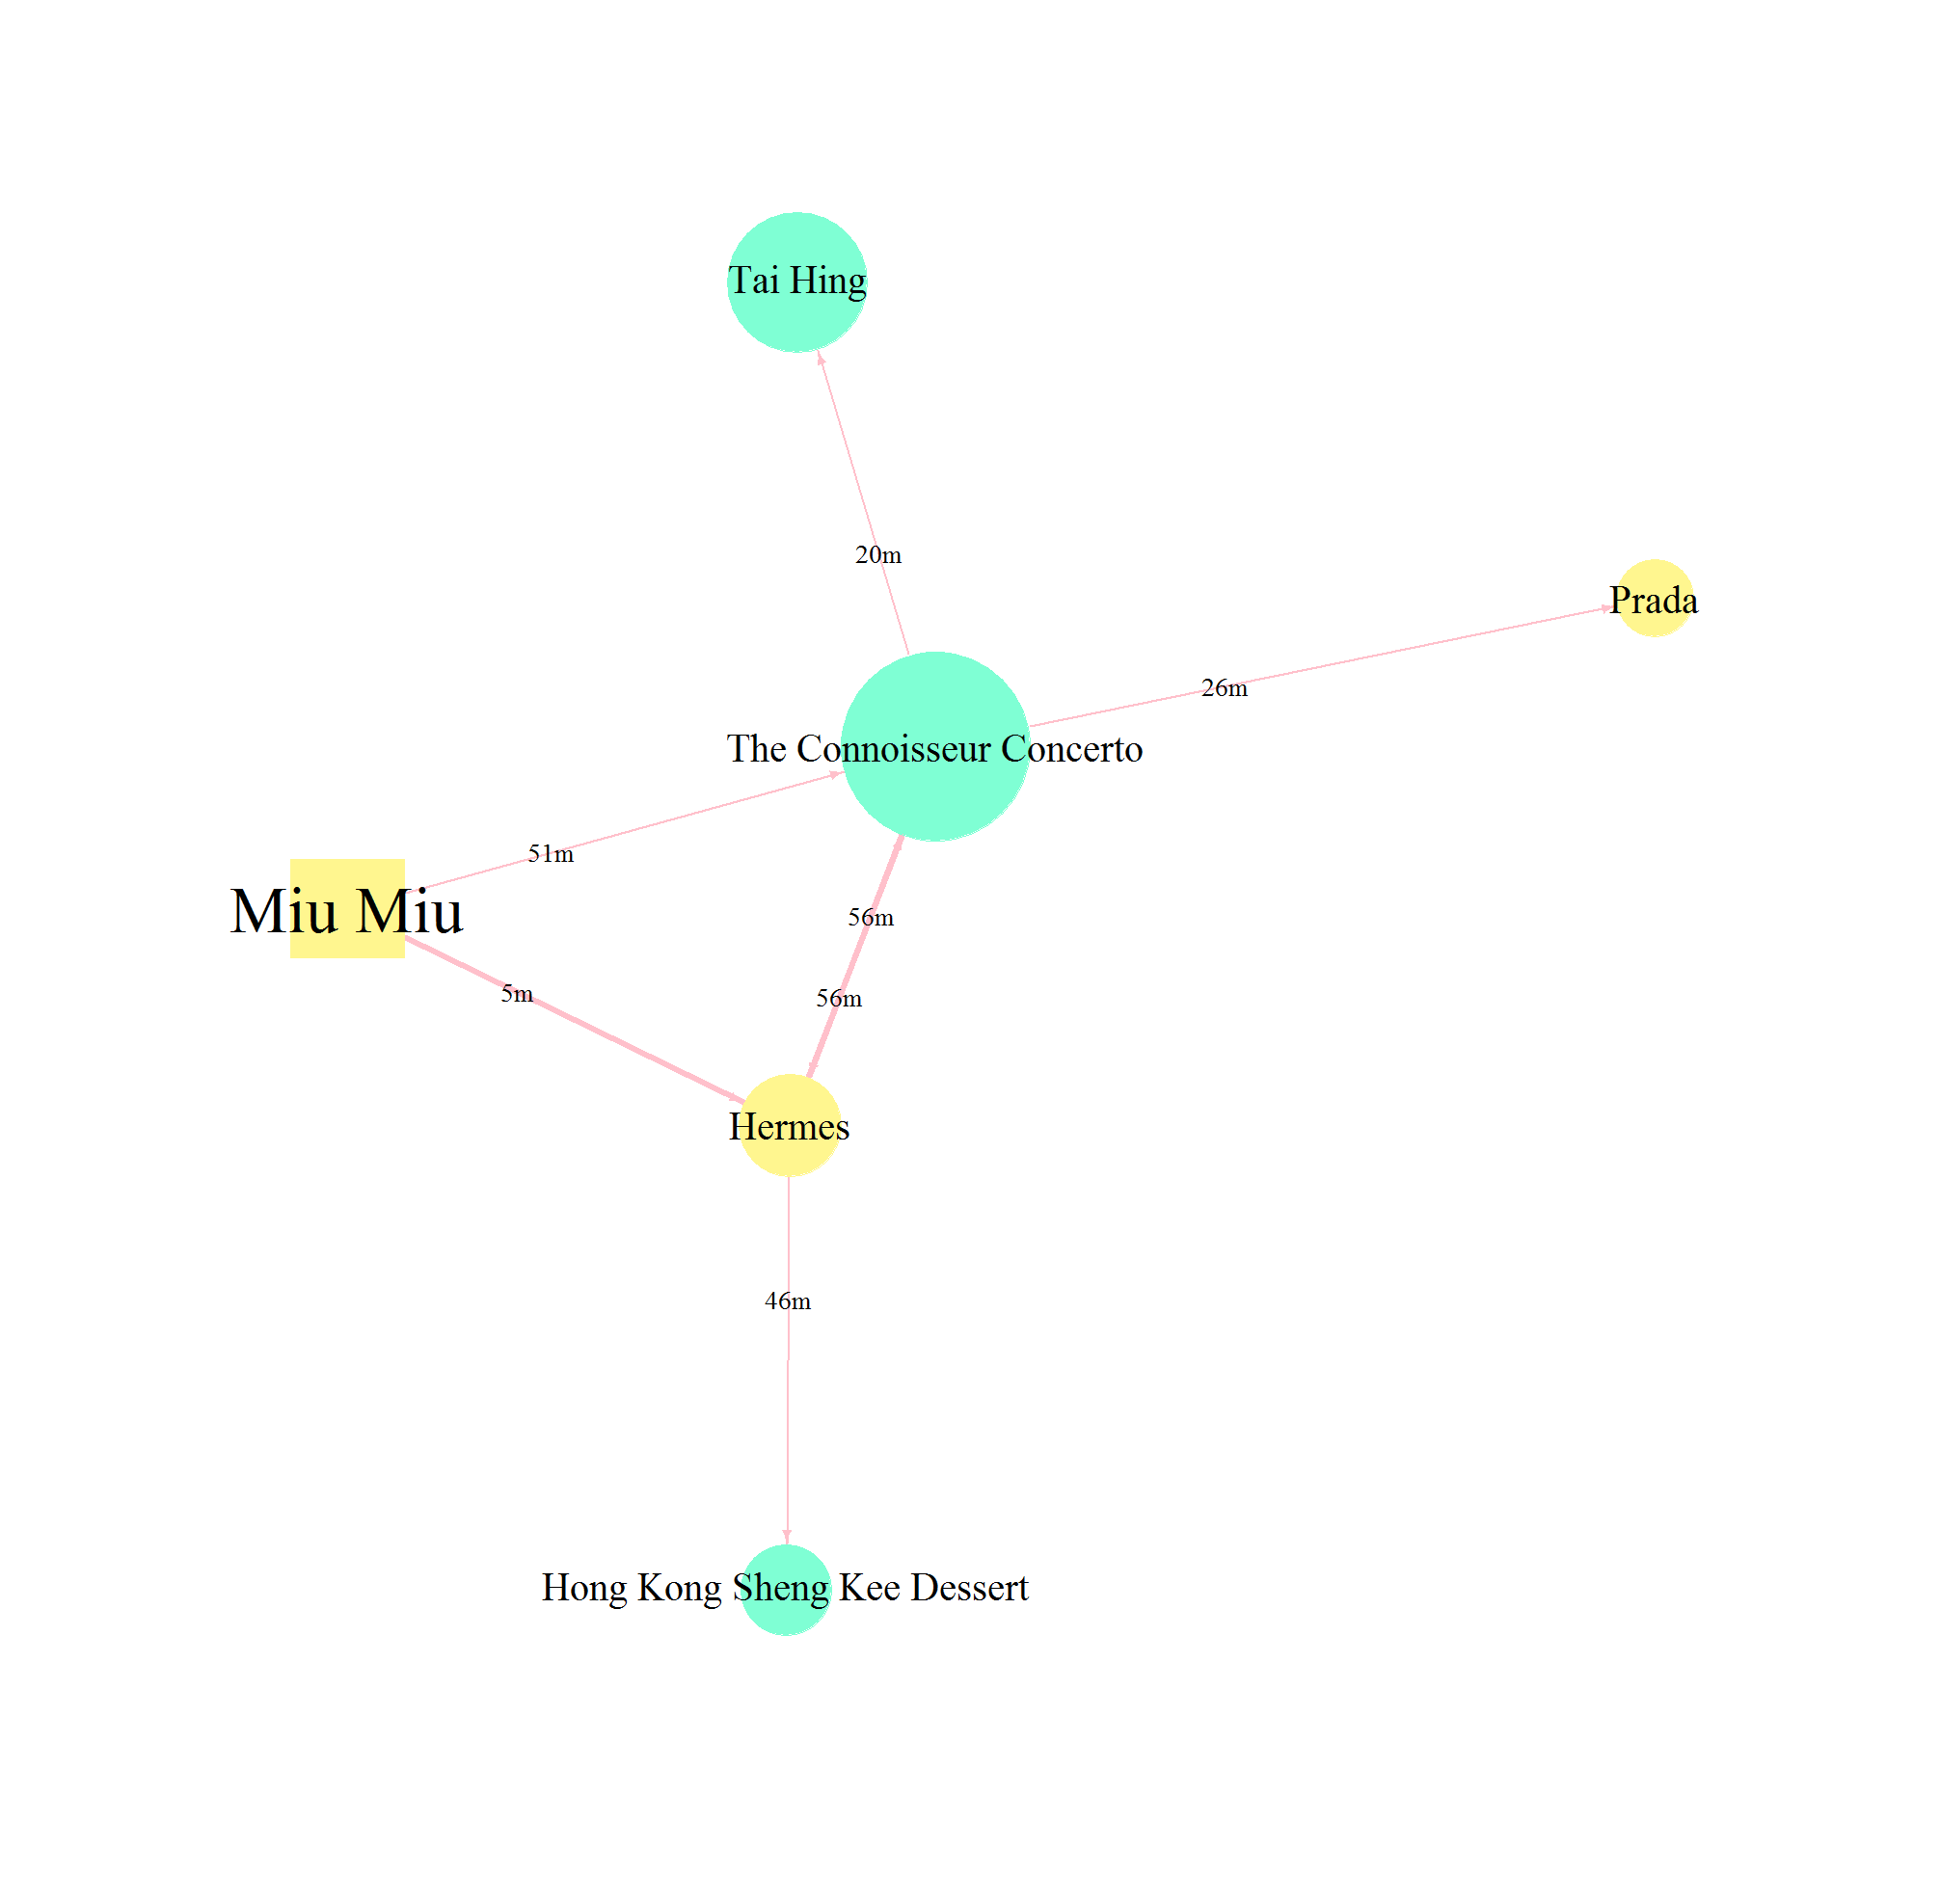 Tai Hing
20m
Prada
26m
The Connoisseur Concerto
51m
Miu Miu
56m
5m
56m
Hermes
46m
Hong Kong Sheng Kee Dessert